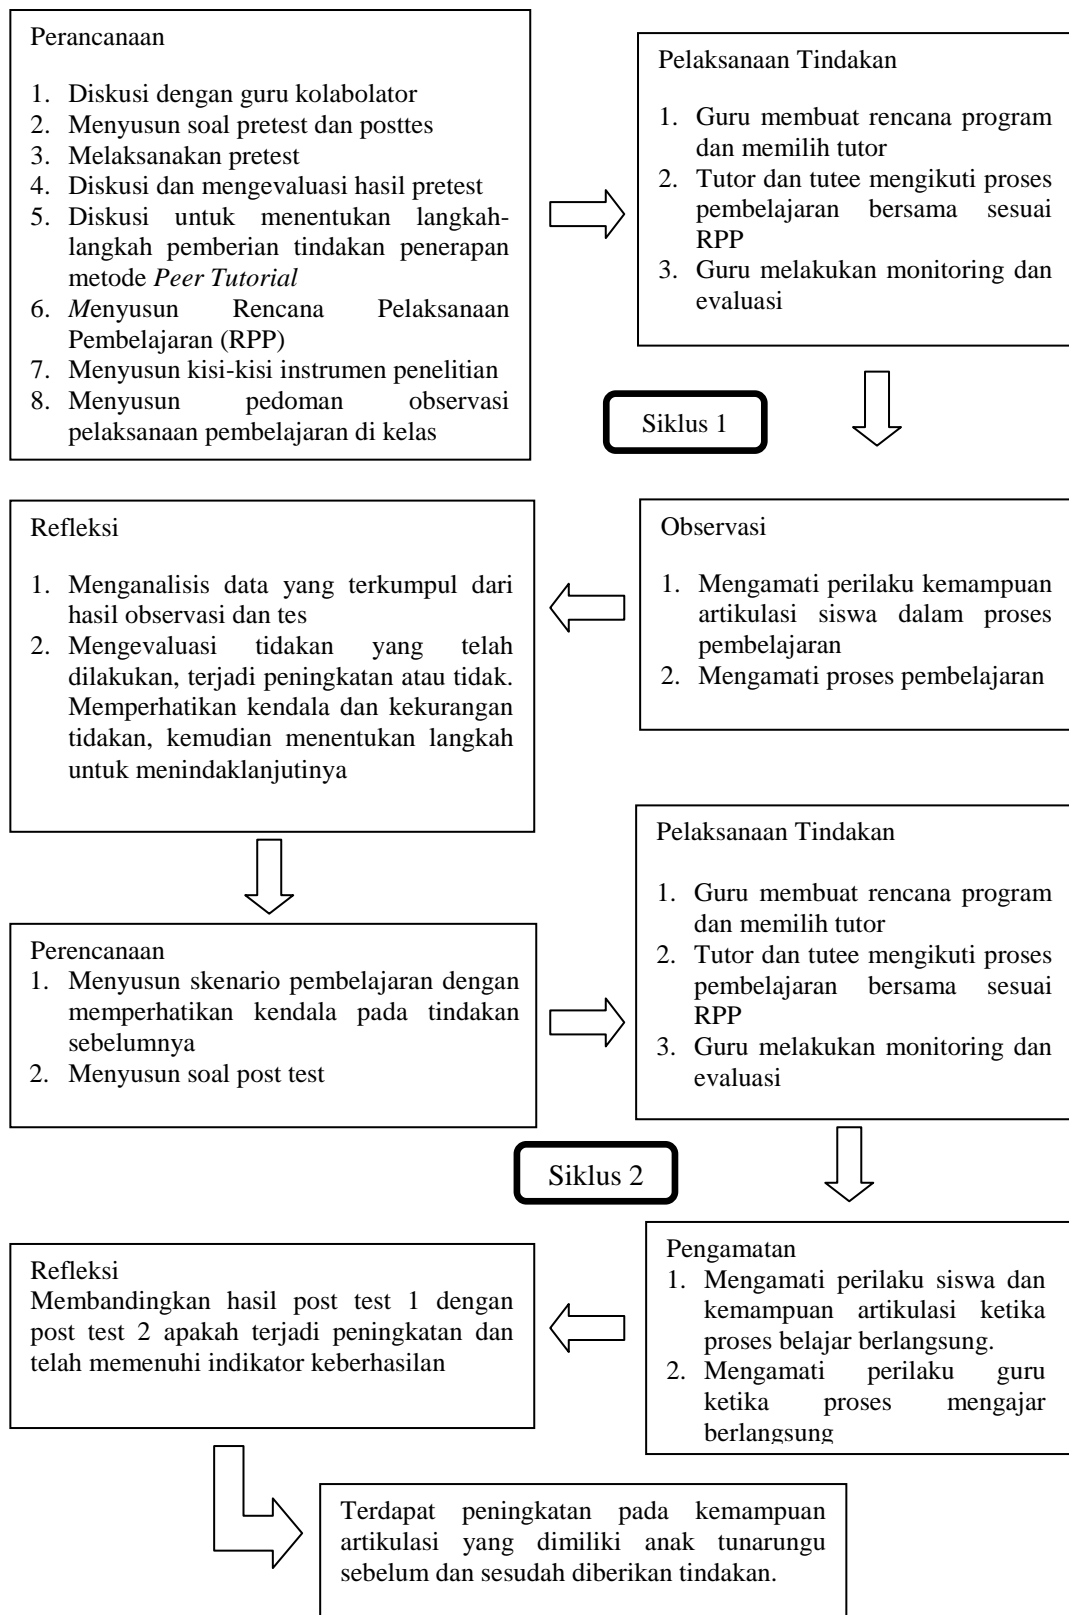 Perancanaan
1. Diskusi dengan guru kolabolator
2. Menyusun soal pretest dan posttes
3. Melaksanakan pretest
4. Diskusi dan mengevaluasi hasil pretest
5. Diskusi untuk menentukan langkah-
langkah pemberian tindakan penerapan
metode Peer Tutorial
6. Menyusun Rencana Pelaksanaan
Pembelajaran (RPP)
7. Menyusun kisi-kisi instrumen penelitian
8. Menyusun pedoman observasi
pelaksanaan pembelajaran di kelas
Pelaksanaan Tindakan
1. Guru membuat rencana program
dan memilih tutor
2. Tutor dan tutee mengikuti proses
pembelajaran bersama sesuai
RPP
3. Guru melakukan monitoring dan
evaluasi
Siklus 1
Observasi
1. Mengamati perilaku kemampuan
artikulasi siswa dalam proses
pembelajaran
2. Mengamati proses pembelajaran
Refleksi
1. Menganalisis data yang terkumpul dari
hasil observasi dan tes
2. Mengevaluasi tidakan yang telah
dilakukan, terjadi peningkatan atau tidak.
Memperhatikan kendala dan kekurangan
tidakan, kemudian menentukan langkah
untuk menindaklanjutinya
Perencanaan
1. Menyusun skenario pembelajaran dengan
memperhatikan kendala pada tindakan
sebelumnya
2. Menyusun soal post test
Pelaksanaan Tindakan
1. Guru membuat rencana program
dan memilih tutor
2. Tutor dan tutee mengikuti proses
pembelajaran bersama sesuai
RPP
3. Guru melakukan monitoring dan
evaluasi
Siklus 2
Pengamatan
1. Mengamati perilaku siswa dan
kemampuan artikulasi ketika
proses belajar berlangsung.
2. Mengamati perilaku guru
ketika proses mengajar
berlangsung
Refleksi
Membandingkan hasil post test 1 dengan
post test 2 apakah terjadi peningkatan dan
telah memenuhi indikator keberhasilan
Terdapat peningkatan pada kemampuan
artikulasi yang dimiliki anak tunarungu
sebelum dan sesudah diberikan tindakan.